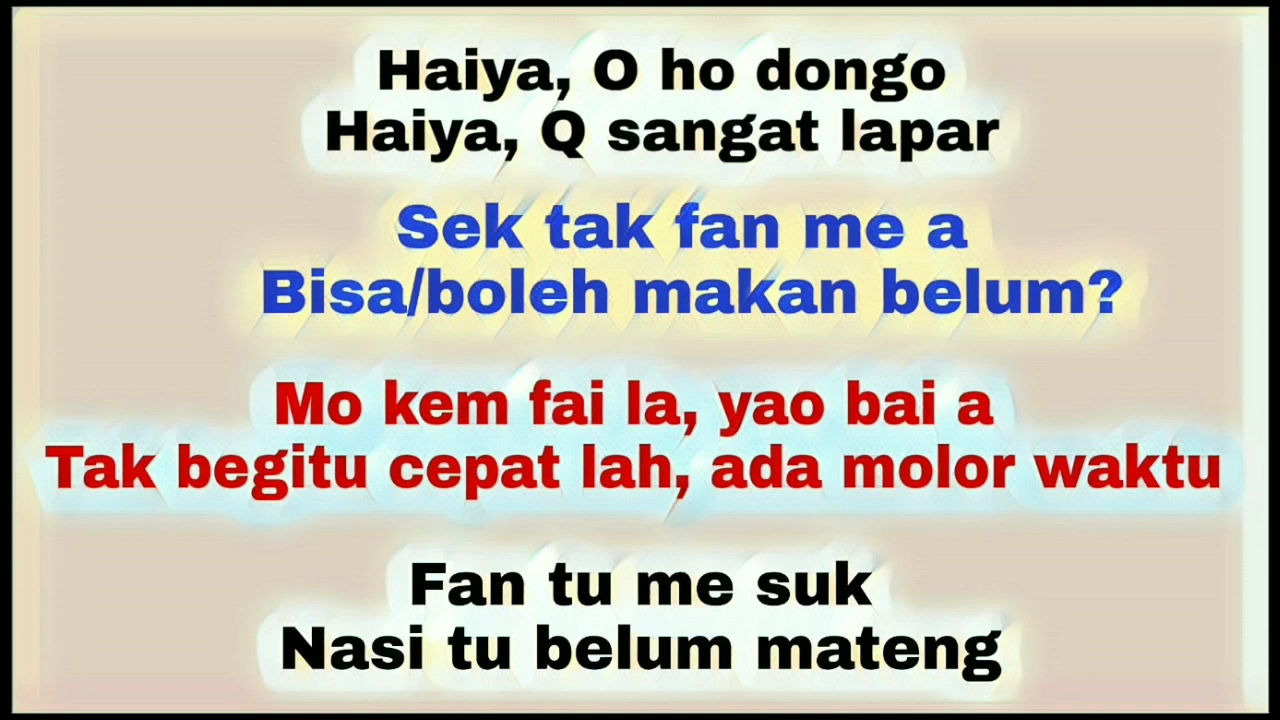 Haiya, O ho dongo
Haiya, Q sangat lapar
Sek tak fan me a
Bisa/boleh makan belum?
Mo kem fai la, yao bai a
Tak begitu cepat lah, ada molor waktu
Fan tu me suk
Nasi tu belum mateng